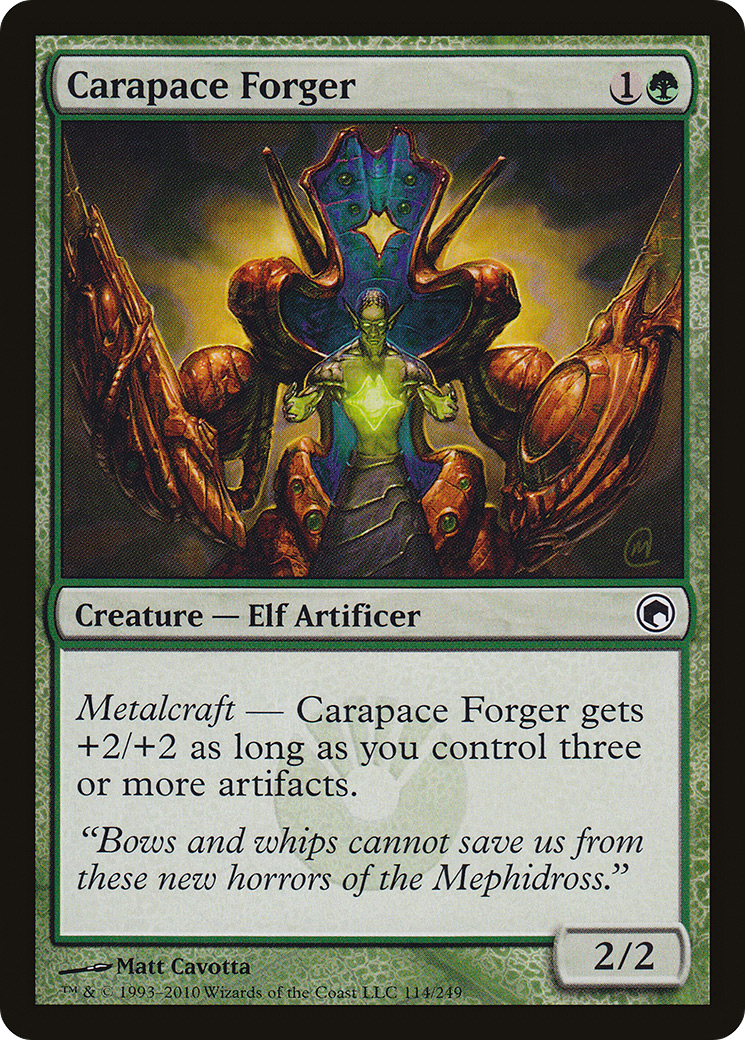 Carapace Forger 1
M
Creature — Elf Artificer
Metalcraft — Carapace Forger gets
+2/+2 as long as you control three
or more artifacts.
“Bows and whips cannot save us from
these new horrors of the Mephidross.”
2/2
Matt Cavotta
™ & © 1993–2010 Wizards of the Coast LLC 114/249